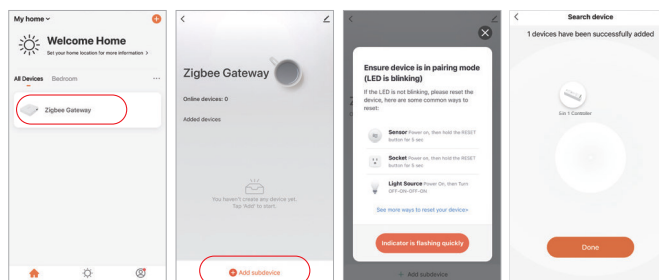 My home
Welcome Home
Set your home location for more information >
All Devices Bedroom ...
Zigbee Gateway
Zigbee Gateway
Online devices: 0
Added devices
You haven't create any device yet.
Tap 'Add' to start.
Add subdevice
Ensure device is in pairing mode
(LED is blinking)
If the LED is not blinking, please reset the
device, here are some common ways to
reset:
Sensor Power on, then hold the RESET
button for 5 sec
Socket Power on, then hold the RESET
button for 5 sec
Light Source Power On, then Turn
OFF-ON-OFF-ON
See more ways to reset your device>
Indicator is flashing quickly
+ Add subdevice
Search device
1 devices have been successfully added
5in 1 Controller
Done